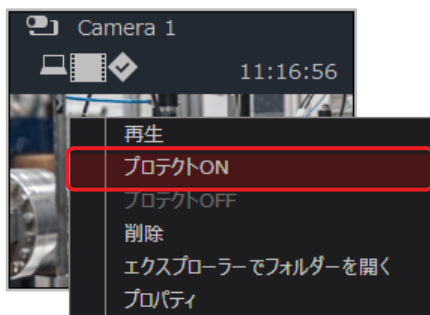 Camera 1
11:16:56
再生
プロテクトON
プロテクトOFF
削除
エクスプローラーでフォルダーを開く
プロパティ